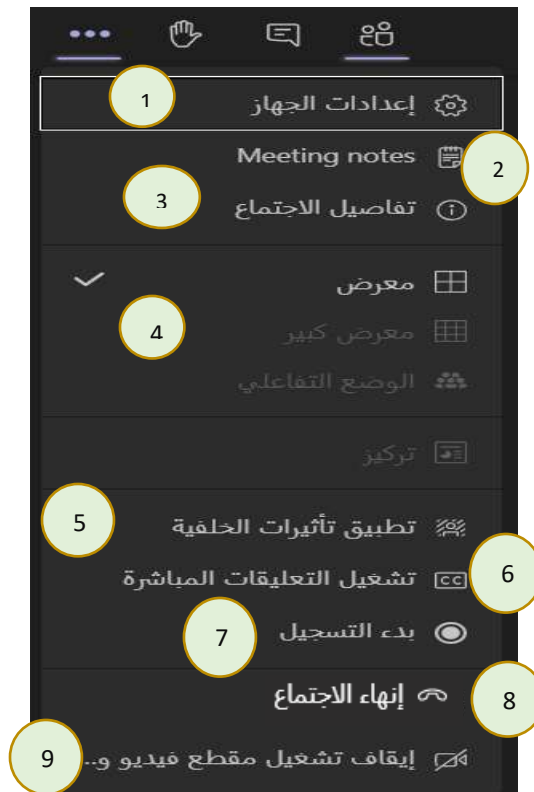 1 إعدادات الجهاز
Meeting notes 2
3 تفاصيل الاجتماع
معرض
4 معرض كبير
الوضع التفاعلي
تركيز
5 تطبيق تأثيرات الخلفية
6 CC تشغيل التعليقات المباشرة
7 بدء التسجيل
8 إنهاء الاجتماع
9 إيقاف تشغيل مقطع فيديو و..